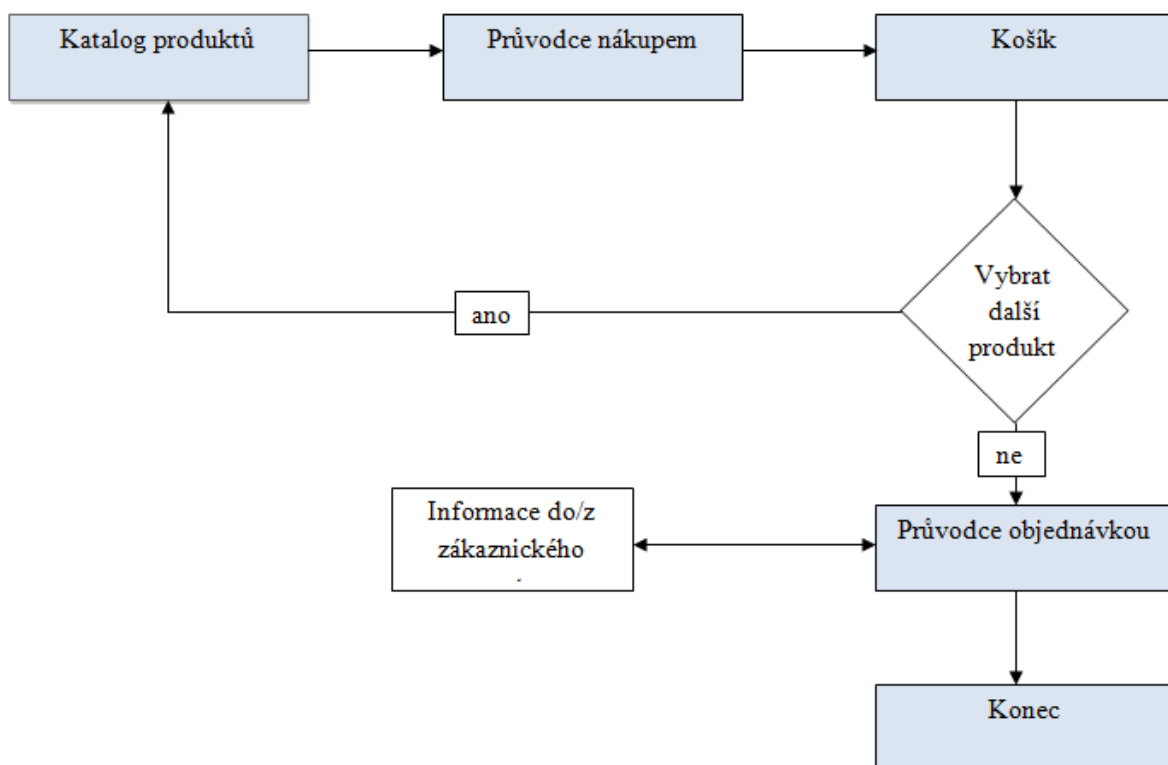 Katalog produktů
Průvodce nákupem
Košík
Vybrat
další
produkt
ano
ne
Informace do/z
zákaznického
Průvodce objednávkou
Konec